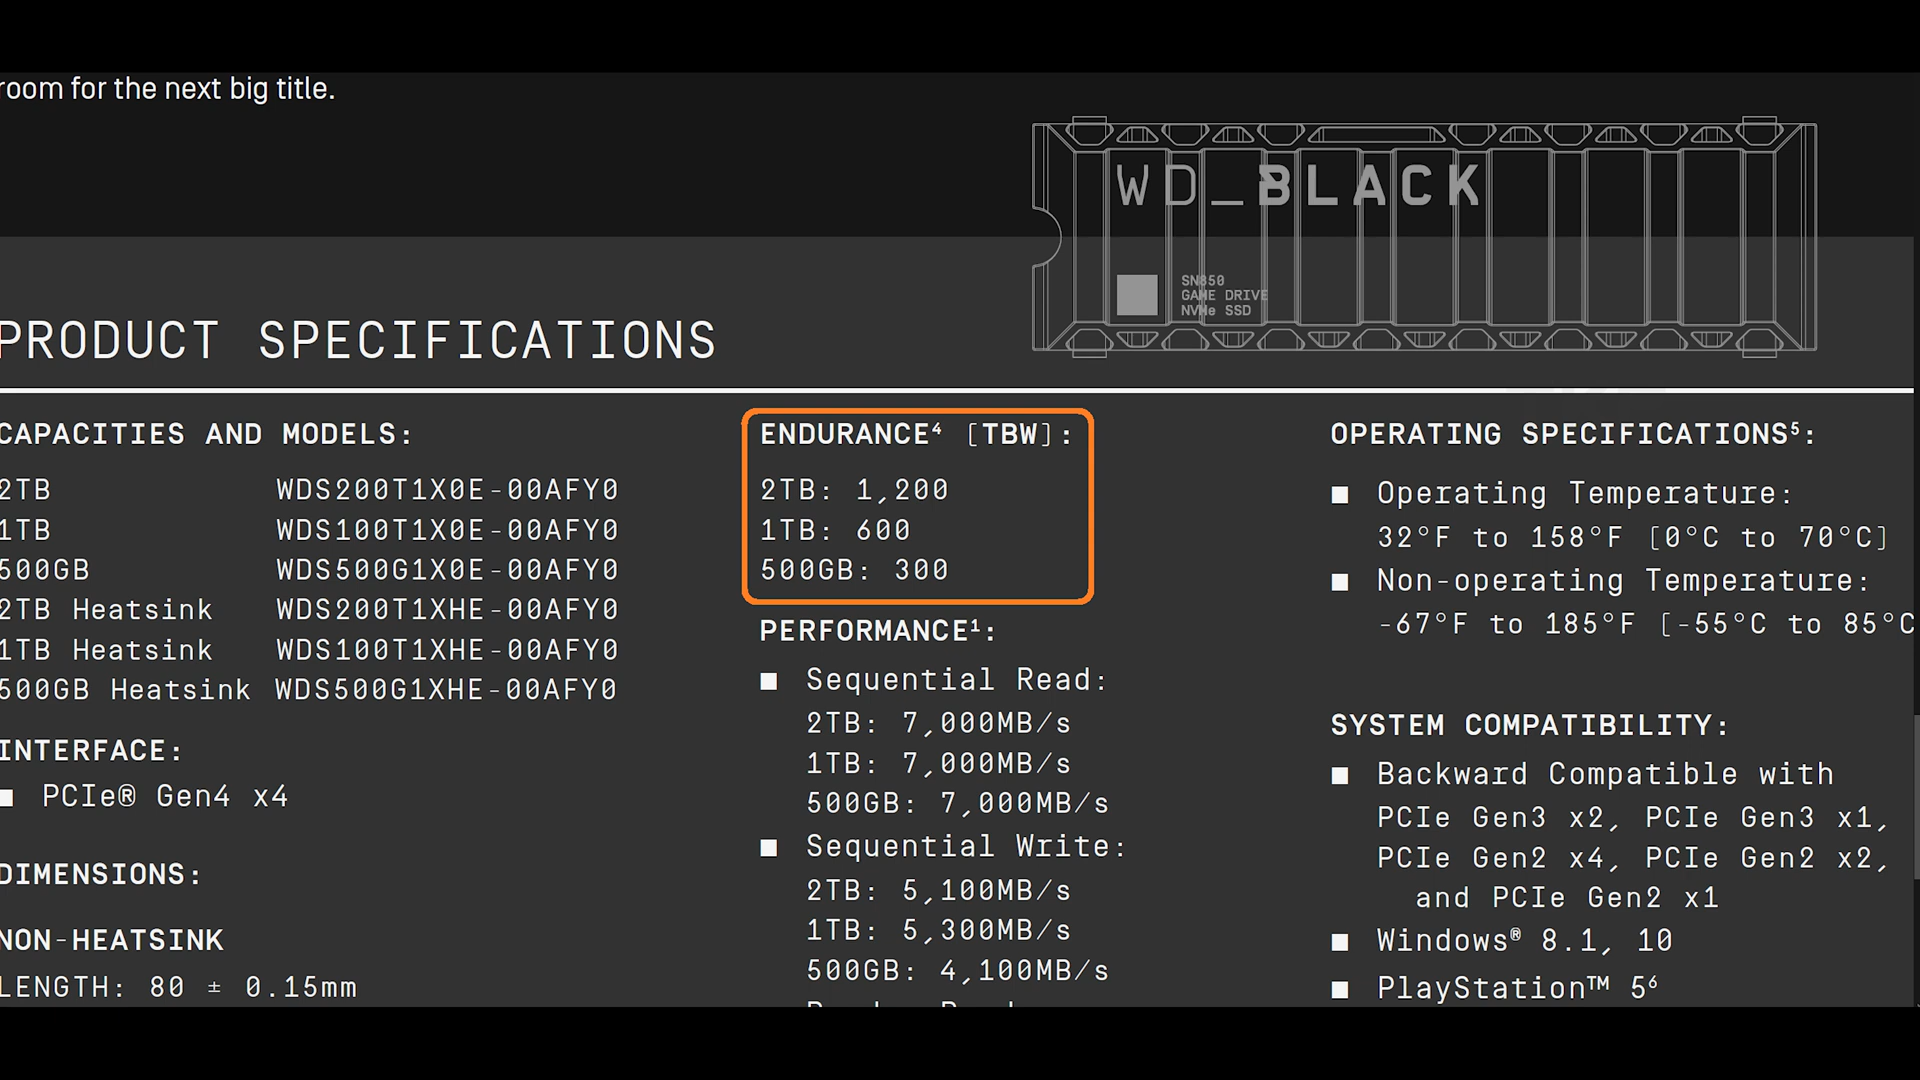 room for the next big title.
WD_BLACK
SN850
GAME DRIVE
NVMe SSD
PRODUCT SPECIFICATIONS
CAPACITIES AND MODELS:
2TB WDS200T1X0E-00AFY0
1TB WDS100T1X0E-00AFY0
500GB WDS500G1X0E-00AFY0
2TB Heatsink WDS200T1XHE-00AFY0
1TB Heatsink WDS100T1XHE-00AFY0
500GB Heatsink WDS500G1XHE-00AFY0
INTERFACE:
■ PCIe® Gen4 x4
DIMENSIONS:
NON-HEATSINK
LENGTH: 80 ± 0.15mm
ENDURANCE⁴ [TBW]:
2TB: 1,200
1TB: 600
500GB: 300
PERFORMANCE¹:
■ Sequential Read:
2TB: 7,000MB/s
1TB: 7,000MB/s
500GB: 7,000MB/s
■ Sequential Write:
2TB: 5,100MB/s
1TB: 5,300MB/s
500GB: 4,100MB/s
OPERATING SPECIFICATIONS⁵:
■ Operating Temperature:
32°F to 158°F [0°C to 70°C]
■ Non-operating Temperature:
-67°F to 185°F [-55°C to 85°C
SYSTEM COMPATIBILITY:
■ Backward Compatible with
PCIe Gen3 x2, PCIe Gen3 x1,
PCIe Gen2 x4, PCIe Gen2 x2,
and PCIe Gen2 x1
■ Windows® 8.1, 10
■ PlayStation™ 5⁶